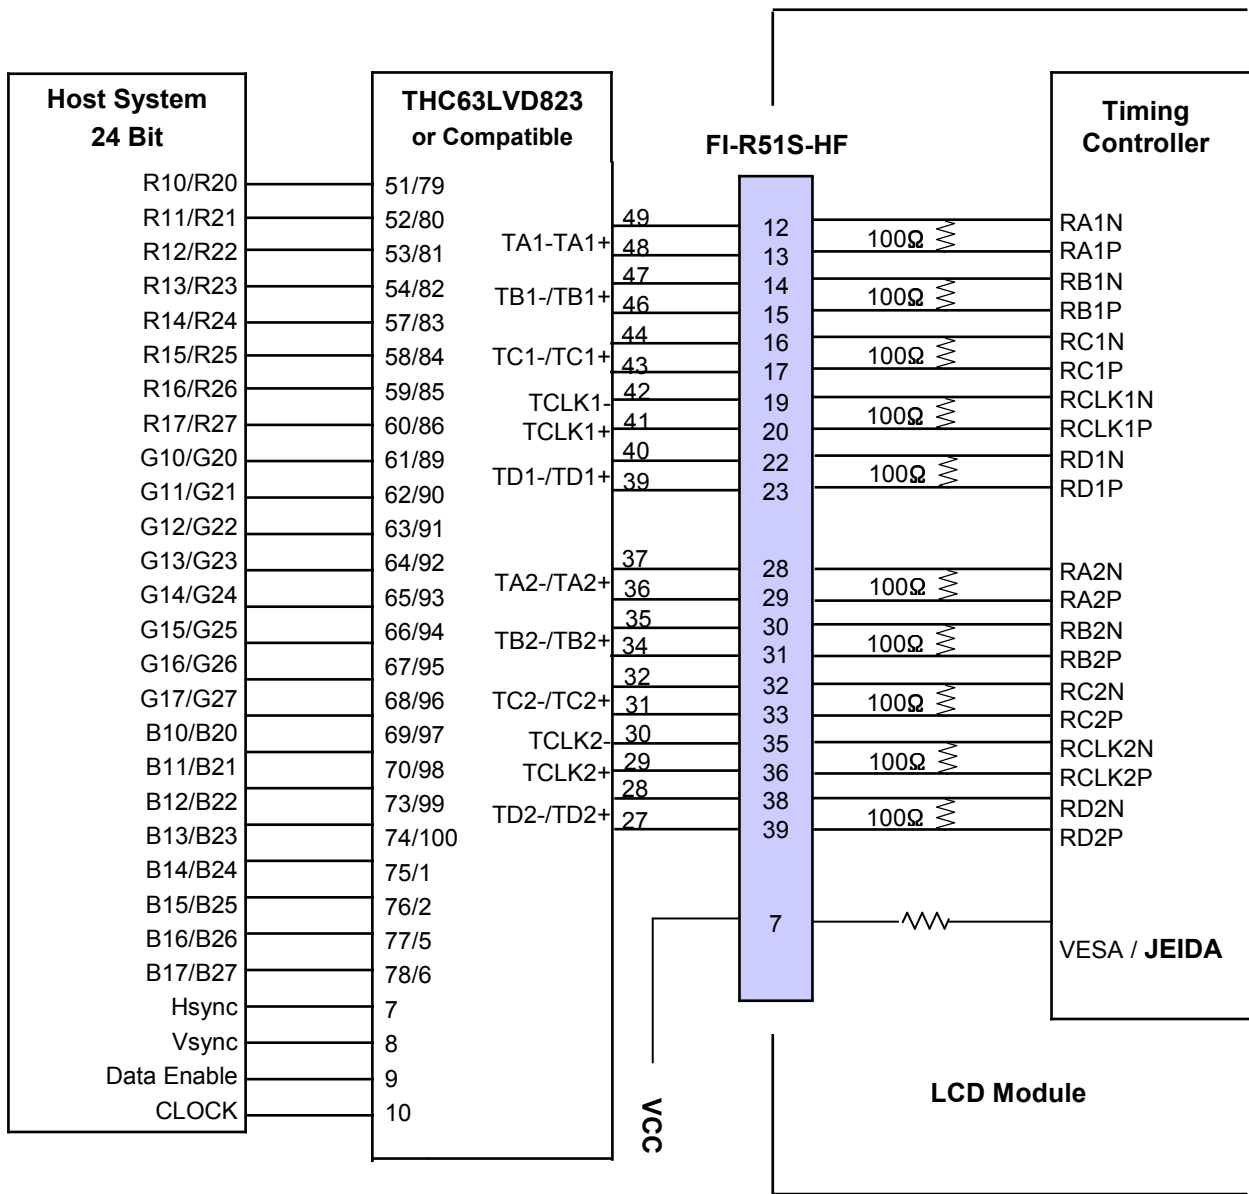 Host System
24 Bit
R10/R20
R11/R21
R12/R22
R13/R23
R14/R24
R15/R25
R16/R26
R17/R27
G10/G20
G11/G21
G12/G22
G13/G23
G14/G24
G15/G25
G16/G26
G17/G27
B10/B20
B11/B21
B12/B22
B13/B23
B14/B24
B15/B25
B16/B26
B17/B27
Hsync
Vsync
Data Enable
CLOCK
THC63LVD823
or Compatible
51/79
52/80
53/81
54/82
57/83
58/84
59/85
60/86
61/89
62/90
63/91
64/92
65/93
66/94
67/95
68/96
69/97
70/98
73/99
74/100
75/1
76/2
77/5
78/6
7
8
9
10
TA1-TA1+
TB1-/TB1+
TC1-/TC1+
TCLK1-
TCLK1+
TD1-/TD1+
TA2-/TA2+
TB2-/TB2+
TC2-/TC2+
TCLK2-
TCLK2+
TD2-/TD2+
49
48
47
46
44
43
42
41
40
39
37
36
35
34
32
31
30
29
28
27
VCC
FI-R51S-HF
12
13
14
15
16
17
19
20
22
23
28
29
30
31
32
33
35
36
38
39
7
100Ω
100Ω
100Ω
100Ω
100Ω
100Ω
100Ω
100Ω
100Ω
100Ω
Timing
Controller
RA1N
RA1P
RB1N
RB1P
RC1N
RC1P
RCLK1N
RCLK1P
RD1N
RD1P
RA2N
RA2P
RB2N
RB2P
RC2N
RC2P
RCLK2N
RCLK2P
RD2N
RD2P
VESA / JEIDA
LCD Module